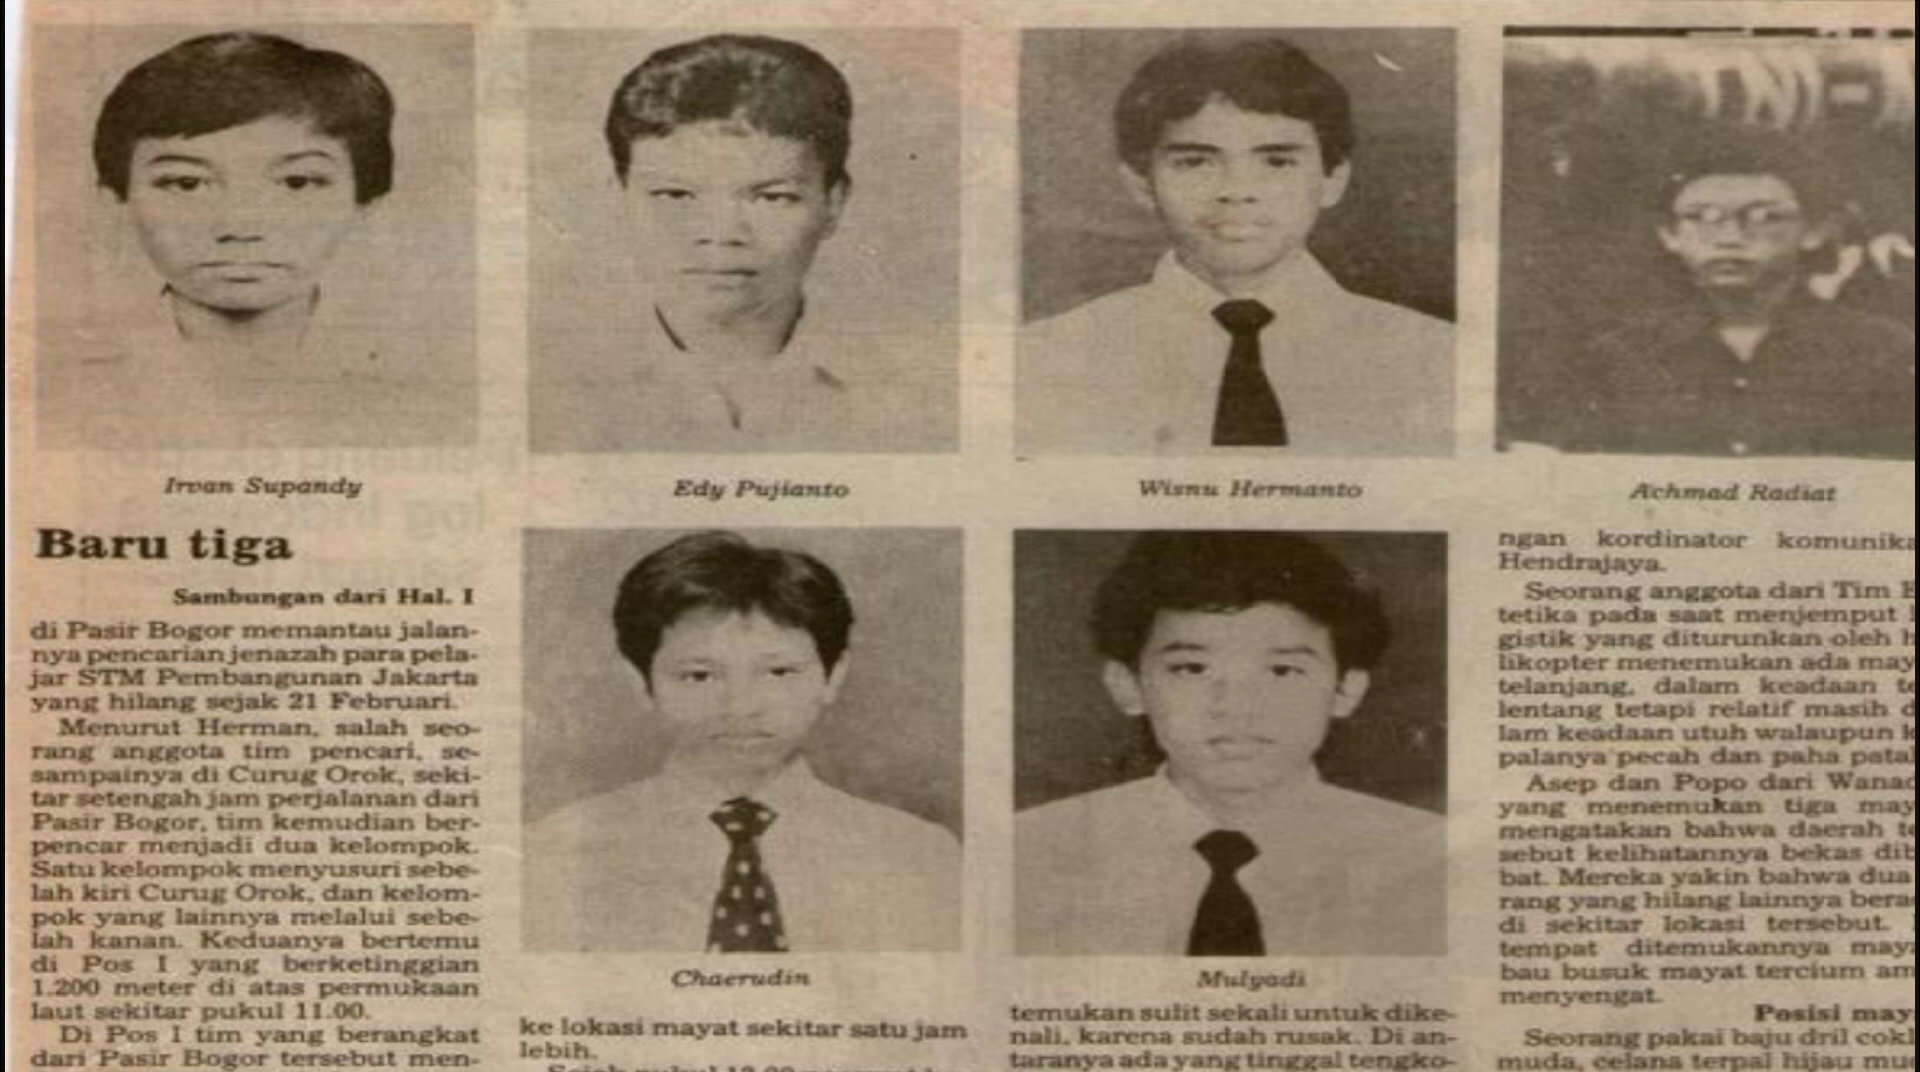 Irvan Supandy
Edy Pujianto
Wisnu Hermanto
Achmad Radiat
Baru tiga
Sambungan dari Hal. I
di Pasir Bogor memantau jalan-
nya pencarian jenazah para pela-
jar STM Pembangunan Jakarta
yang hilang sejak 21 Februari.
Menurut Herman, salah seo-
rang anggota tim pencari, se-
sampainya di Curug Orok, seki-
tar setengah jam perjalanan dari
Pasir Bogor, tim kemudian ber-
pencar menjadi dua kelompok.
Satu kelompok menyusuri sebe-
lah kiri Curug Orok, dan kelom-
pok yang lainnya melalui sebe-
lah kanan. Keduanya bertemu
di Pos I yang berketinggian
1.200 meter di atas permukaan
laut sekitar pukul 11.00.
Di Pos I tim yang berangkat
dari Pasir Bogor tersebut men-
Chaerudin
ke lokasi mayat sekitar satu jam
lebih.
Mulyadi
temukan sulit sekali untuk dike-
nali, karena sudah rusak. Di an-
taranya ada yang tinggal tengko-
ngan kordinator komunika
Hendrajaya.
Seorang anggota dari Tim
tetika pada saat menjemput
gistik yang diturunkan oleh h
likopter menemukan ada may
telanjang, dalam keadaan te
lentang tetapi relatif masih d
lam keadaan utuh walaupun k
palanya pecah dan paha pata
Asep dan Popo dari Wanad
yang menemukan tiga may
mengatakan bahwa daerah te
sebut kelihatannya bekas dib
bat. Mereka yakin bahwa dua
rang yang hilang lainnya bera
di sekitar lokasi tersebut.
tempat ditemukannya may
bau busuk mayat tercium am
menyengat.
Posisi may
Seorang pakai baju dril cokl
muda, celana terpal hijau mu